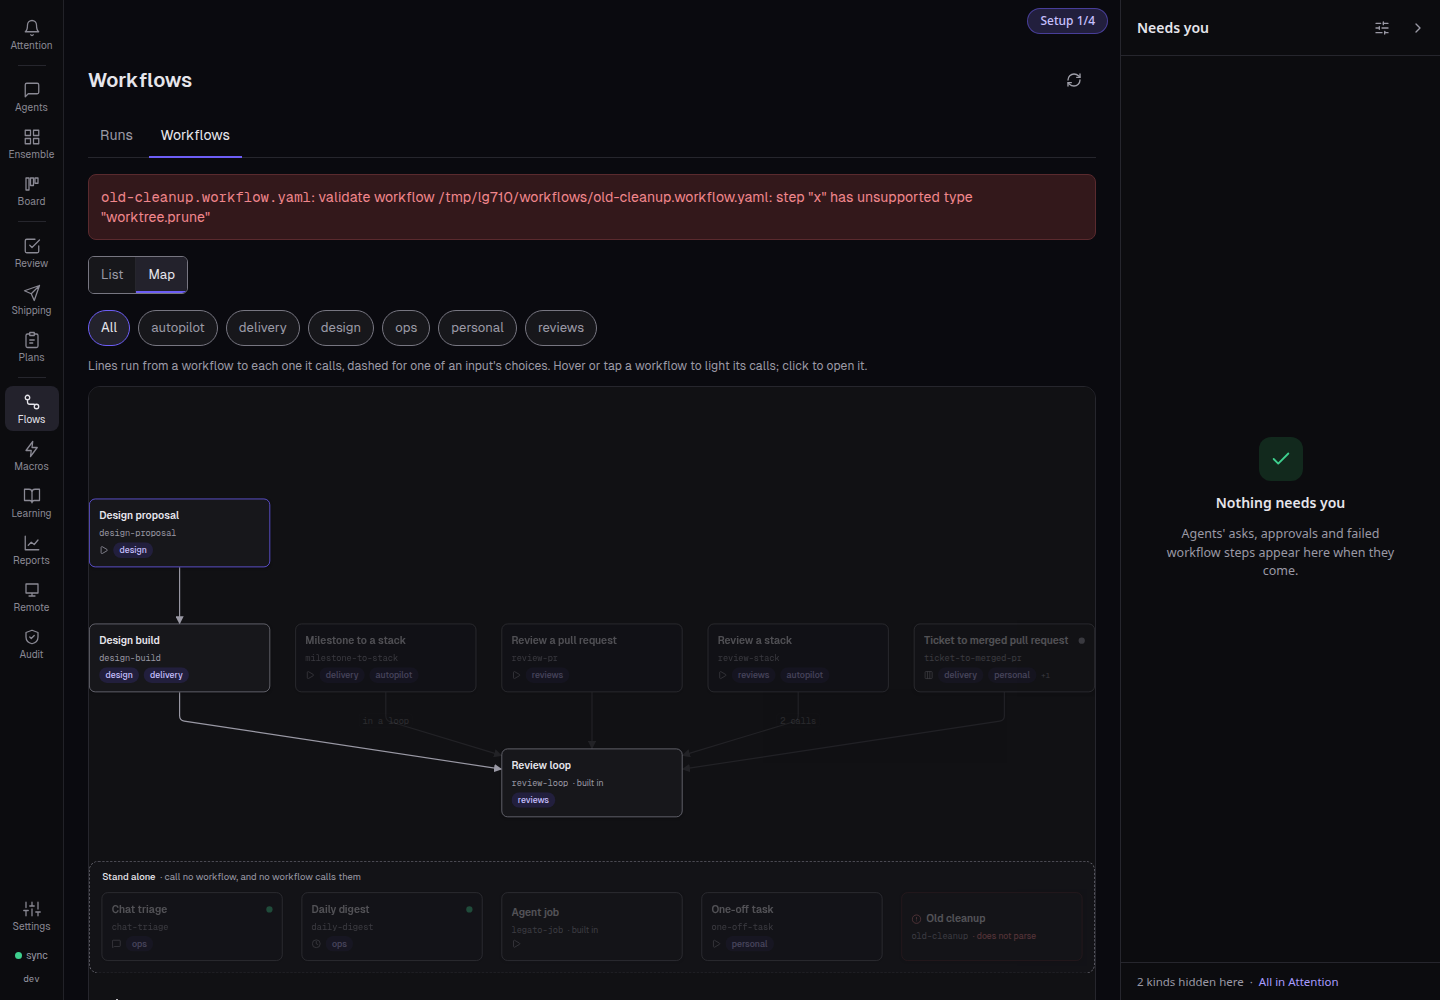 Attention
Agents
Ensemble
Board
Review
Shipping
Plans
Flows
Macros
Learning
Reports
Remote
Audit
Settings
sync
dev
Setup 1/4
Workflows
Runs
Workflows
old-cleanup.workflow.yaml: validate workflow /tmp/lg710/workflows/old-cleanup.workflow.yaml: step "x" has unsupported type
"worktree.prune"
List
Map
All
autopilot
delivery
design
ops
personal
reviews
Lines run from a workflow to each one it calls, dashed for one of an input's choices. Hover or tap a workflow to light its calls; click to open it.
Design proposal
design-proposal
design
Design build
design-build
design delivery
Milestone to a stack
milestone-to-stack
delivery autopilot
Review a pull request
review-pr
reviews
Review a stack
review-stack
reviews autopilot
Ticket to merged pull request
ticket-to-merged-pr
delivery personal +1
in a loop
2 calls
Review loop
review-loop · built in
reviews
Stand alone · call no workflow, and no workflow calls them
Chat triage
chat-triage
ops
Daily digest
daily-digest
ops
Agent job
legato-job · built in
One-off task
one-off-task
personal
Old cleanup
old-cleanup · does not parse
Needs you
Nothing needs you
Agents' asks, approvals and failed
workflow steps appear here when they
come.
2 kinds hidden here · All in Attention